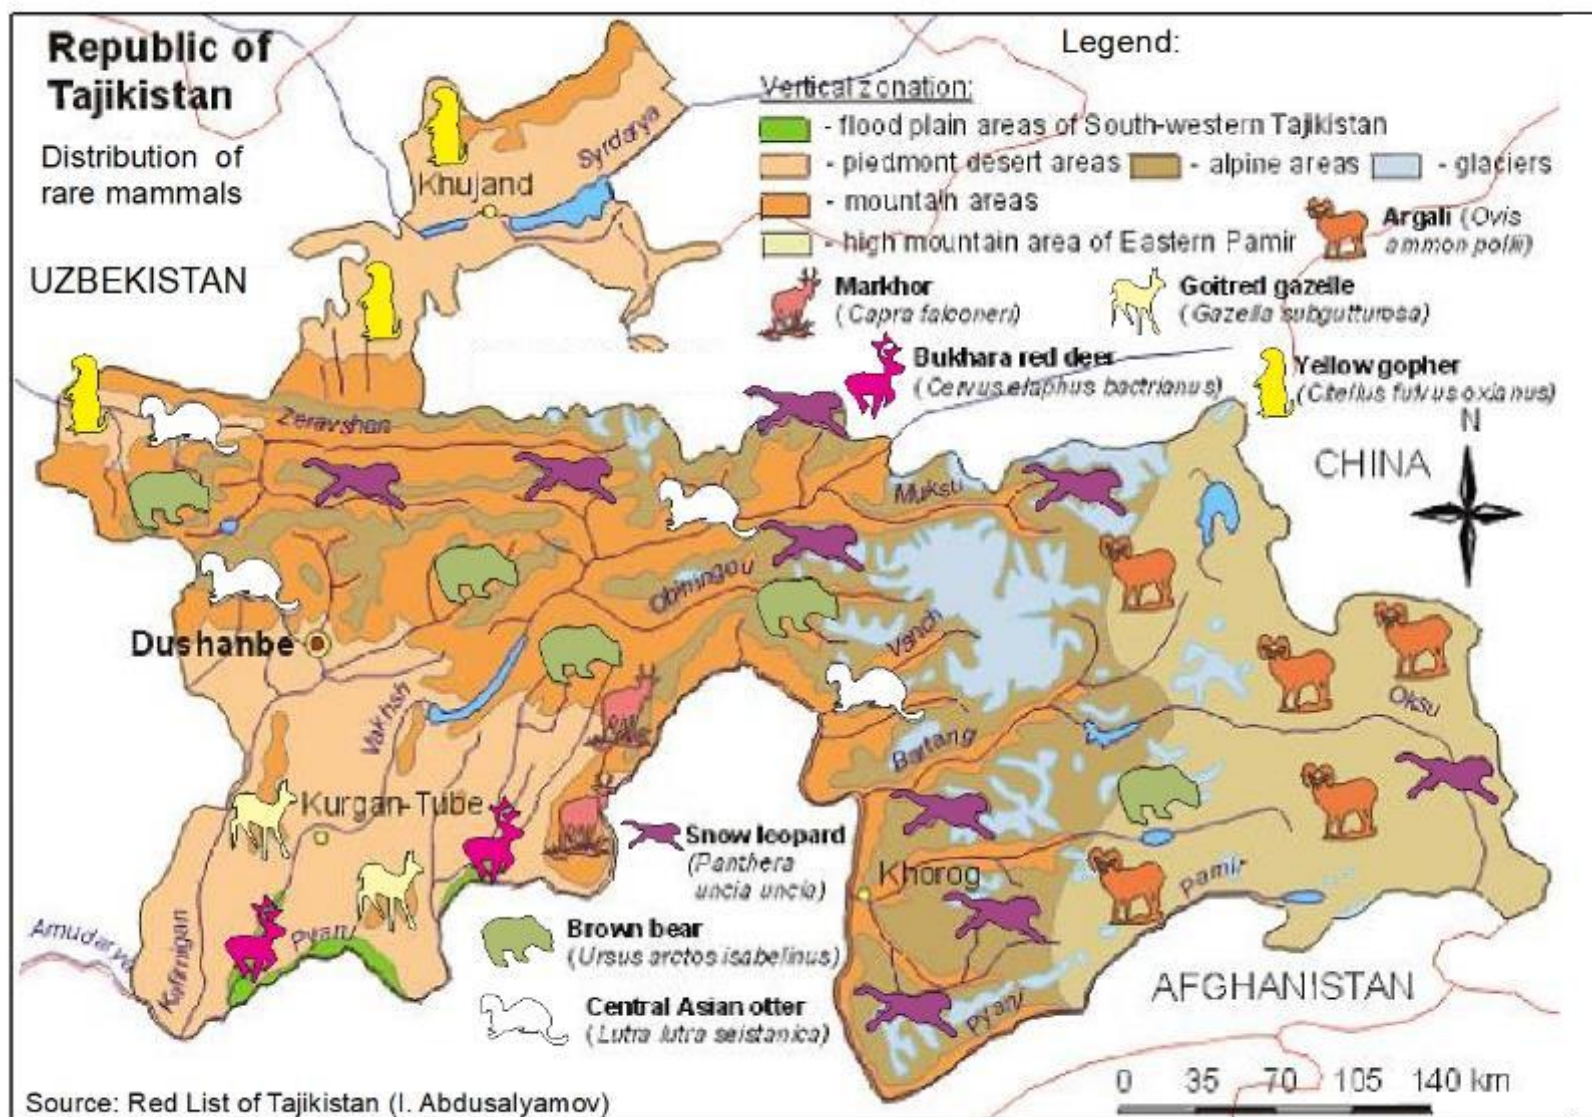 Republic of
Tajikistan
Distribution of
rare mammals
Legend:
Vertical zonation:
- flood plain areas of South-western Tajikistan
- piedmont desert areas - alpine areas - glaciers
- mountain areas
- high mountain area of Eastern Pamir
Argali (Ovis
ammon polii)
Markhor
(Capra falconeri)
Goitred gazelle
(Gazella subgutturosa)
Bukhara red deer
(Cervus elaphus bactrianus)
Yellow gopher
(Citellus fulvus oxianus)
N
UZBEKISTAN
CHINA
Syrdarya
Khujand
Zeravshan
Muksu
Obihingou
Vanch
Dushanbe
Vakhsh
Bartang
Oksu
Kurgan-Tube
Snow leopard
(Panthera
uncia uncia)
Khorog
Pamir
Amudarya
Kafirnigan
Pyanj
Brown bear
(Ursus arctos isabelinus)
Central Asian otter
(Lutra lutra seistanica)
Pyanj
AFGHANISTAN
0 35 70 105 140 km
Source: Red List of Tajikistan (I. Abdusalyamov)